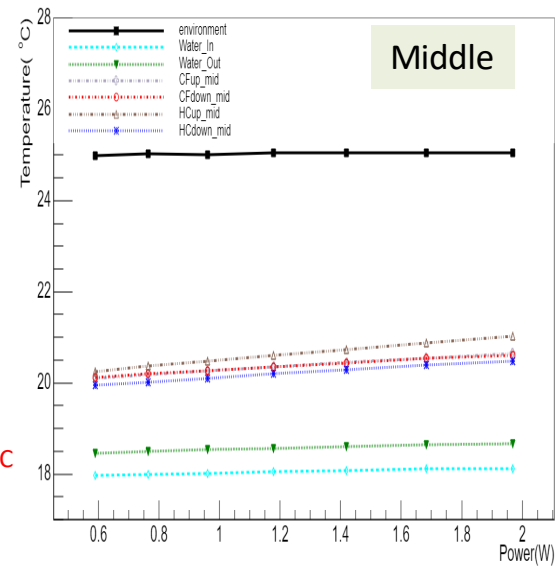 28
Temperature( °C)
environment
Water_In
Water_Out
CFup_mid
CFdown_mid
HCup_mid
HCdown_mid
Middle
26
24
22
20
C
18
0.6 0.8 1 1.2 1.4 1.6 1.8 2
Power(W)